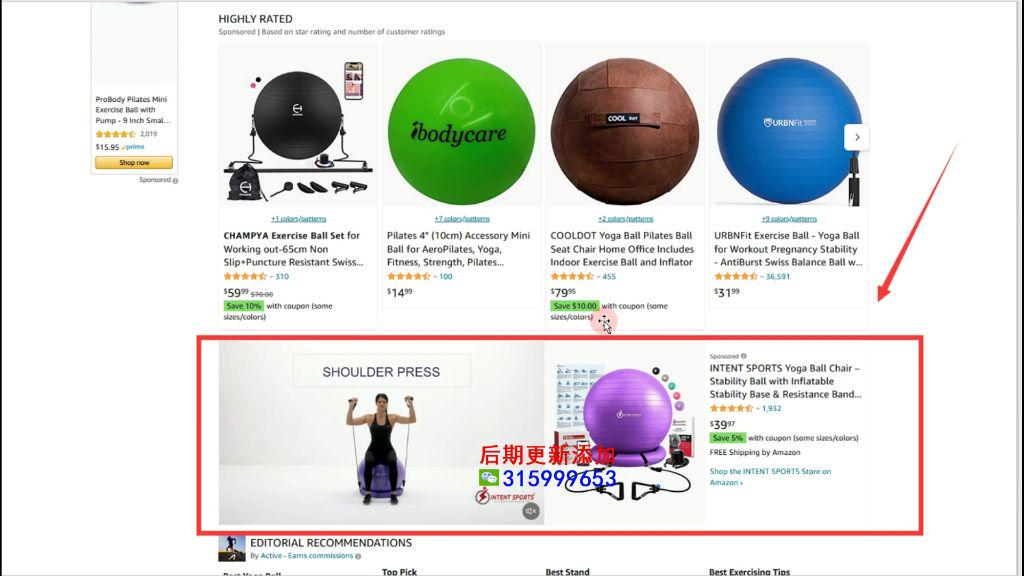 HIGHLY RATED
Sponsored | Based on star rating and number of customer ratings
ProBody Pilates Mini
Exercise Ball with
Pump - 9 Inch Smal...
2,019
$15.95 prime
Shop now
Sponsored
ibodycare
COOL DOT
URBNFit
+1 colors/patterns
CHAMPYA Exercise Ball Set for
Working out-65cm Non
Slip+Puncture Resistant Swiss...
310
$59.99 $70.00
Save 10% with coupon (some
sizes/colors)
+7 colors/patterns
Pilates 4" (10cm) Accessory Mini
Ball for AeroPilates, Yoga,
Fitness, Strength, Pilates...
100
$14.99
+2 colors/patterns
COOLDOT Yoga Ball Pilates Ball
Seat Chair Home Office Includes
Indoor Exercise Ball and Inflator
455
$79.95
Save $10.00 with coupon (some
sizes/colors)
+9 colors/patterns
URBNFit Exercise Ball - Yoga Ball
for Workout Pregnancy Stability
- AntiBurst Swiss Balance Ball w...
36,591
$31.99
SHOULDER PRESS
INTENT SPORTS
后期更新添加
315999653
Sponsored
INTENT SPORTS Yoga Ball Chair –
Stability Ball with Inflatable
Stability Base & Resistance Band...
1,932
$39.97
Save 5% with coupon (some sizes/colors)
FREE Shipping by Amazon
Shop the INTENT SPORTS Store on
Amazon ›
EDITORIAL RECOMMENDATIONS
By Active - Earns commissions
Best Yoga Ball
Top Pick
Best Stand
Best Exercising Tips